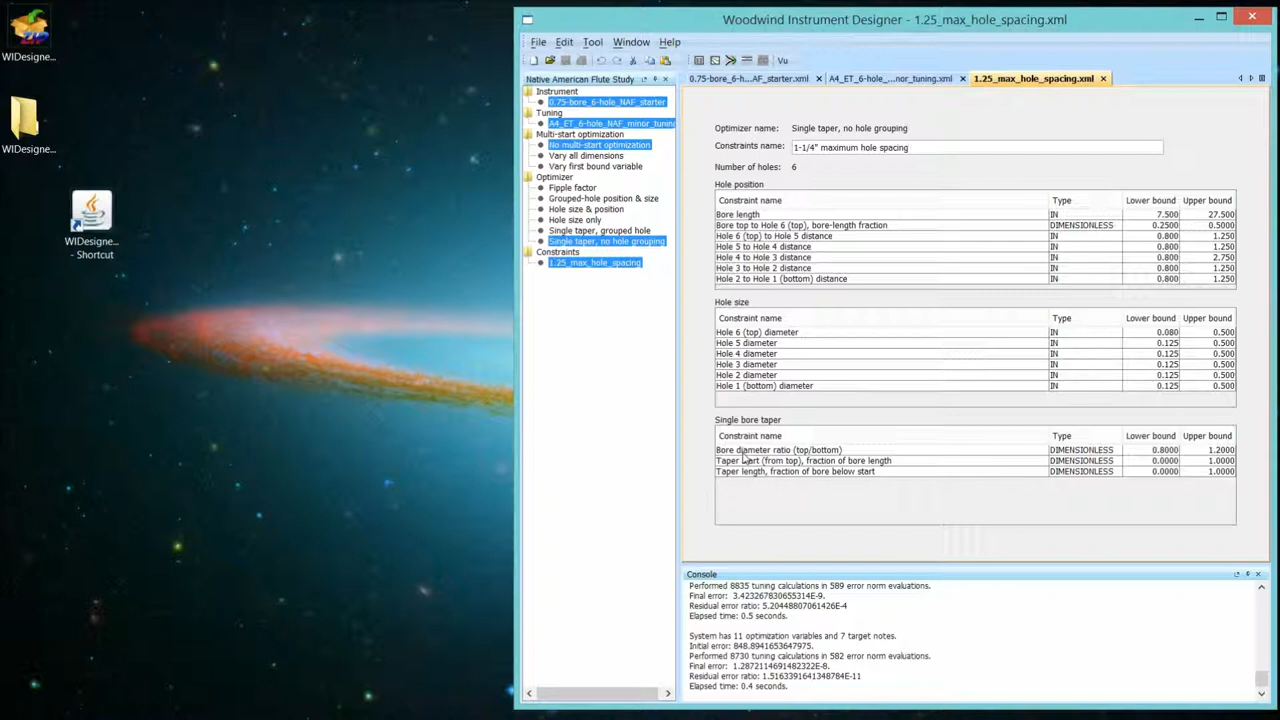 Woodwind Instrument Designer - 1.25_max_hole_spacing.xml
WIDesigne...
WIDesigne...
WIDesigne...
- Shortcut
File Edit Tool Window Help
Vu
Native American Flute Study
Instrument
0.75-bore_6-hole_NAF_starter
Tuning
A4_ET_6-hole_NAF_minor_tuning
Multi-start optimization
No multi-start optimization
Vary all dimensions
Vary first bound variable
Optimizer
Fipple factor
Grouped-hole position & size
Hole size & position
Hole size only
Single taper, grouped hole
Single taper, no hole grouping
Constraints
1.25_max_hole_spacing
0.75-bore_6-h...AF_starter.xml A4_ET_6-hole_...nor_tuning.xml 1.25_max_hole_spacing.xml
Optimizer name: Single taper, no hole grouping
Constraints name: 1-1/4" maximum hole spacing
Number of holes: 6
Hole position
Constraint name Type Lower bound Upper bound
Bore length IN 7.500 27.500
Bore top to Hole 6 (top), bore-length fraction DIMENSIONLESS 0.2500 0.5000
Hole 6 (top) to Hole 5 distance IN 0.800 1.250
Hole 5 to Hole 4 distance IN 0.800 1.250
Hole 4 to Hole 3 distance IN 0.800 2.750
Hole 3 to Hole 2 distance IN 0.800 1.250
Hole 2 to Hole 1 (bottom) distance IN 0.800 1.250
Hole size
Constraint name Type Lower bound Upper bound
Hole 6 (top) diameter IN 0.080 0.500
Hole 5 diameter IN 0.125 0.500
Hole 4 diameter IN 0.125 0.500
Hole 3 diameter IN 0.125 0.500
Hole 2 diameter IN 0.125 0.500
Hole 1 (bottom) diameter IN 0.125 0.500
Single bore taper
Constraint name Type Lower bound Upper bound
Bore diameter ratio (top/bottom) DIMENSIONLESS 0.8000 1.2000
Taper start (from top), fraction of bore length DIMENSIONLESS 0.0000 1.0000
Taper length, fraction of bore below start DIMENSIONLESS 0.0000 1.0000
Console
Performed 8835 tuning calculations in 589 error norm evaluations.
Final error: 3.423267830655314E-9.
Residual error ratio: 5.20448807061426E-4
Elapsed time: 0.5 seconds.
System has 11 optimization variables and 7 target notes.
Initial error: 848.8941653647975.
Performed 8730 tuning calculations in 582 error norm evaluations.
Final error: 1.2872114691482322E-8.
Residual error ratio: 1.5163391641348784E-11
Elapsed time: 0.4 seconds.